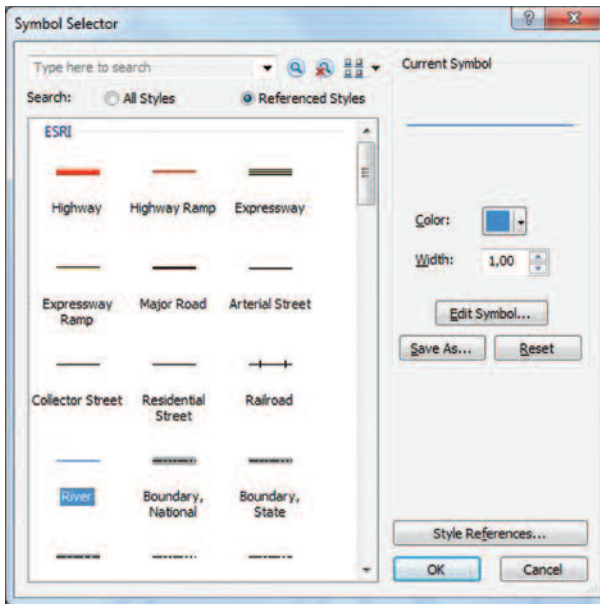 Symbol Selector
Type here to search
Search: All Styles Referenced Styles
ESRI
Highway Highway Ramp Expressway
Expressway Ramp Major Road Arterial Street
Collector Street Residential Street Railroad
River Boundary, National Boundary, State
Current Symbol
Color:
Width: 1,00
Edit Symbol...
Save As... Reset
Style References...
OK Cancel